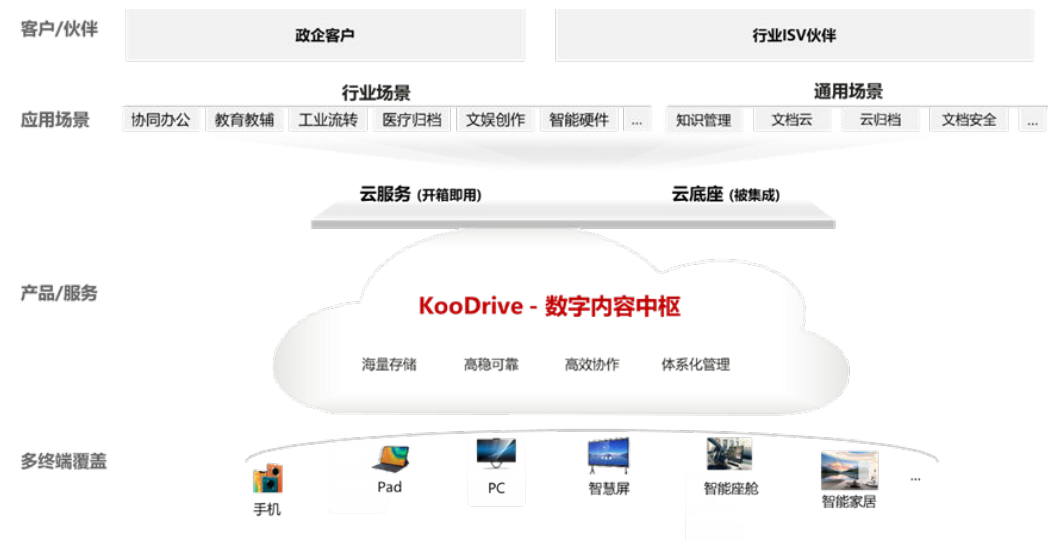 客户/伙伴
政企客户
行业ISV伙伴
行业场景
通用场景
应用场景
协同办公 教育教辅 工业流转 医疗归档 文娱创作 智能硬件 ... 知识管理 文档云 云归档 文档安全 ...
云服务 (开箱即用)
云底座 (被集成)
产品/服务
KooDrive - 数字内容中枢
海量存储 高稳可靠 高效协作 体系化管理
多终端覆盖
手机
Pad
PC
智慧屏
智能座舱
智能家居
...